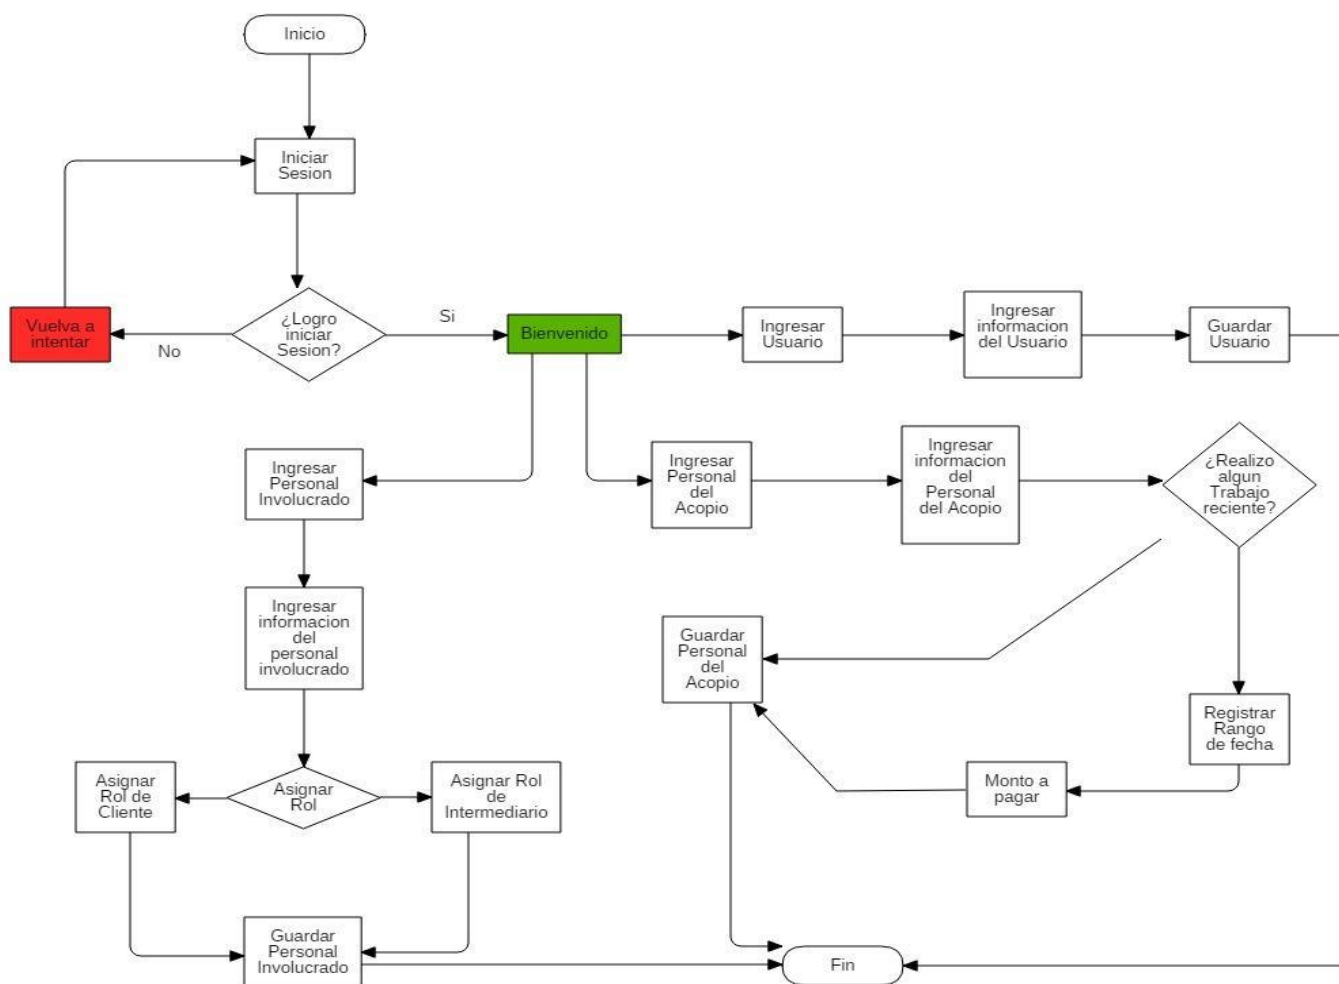 Inicio
Iniciar
Sesion
¿Logro
iniciar
Sesion?
Si
No
Vuelva a
intentar
Bienvenido
Ingresar
Usuario
Ingresar
informacion
del Usuario
Guardar
Usuario
Ingresar
Personal
Involucrado
Ingresar
Personal
del
Acopio
Ingresar
informacion
del
Personal
del Acopio
¿Realizo
algun
Trabajo
reciente?
Ingresar
informacion
del
personal
involucrado
Guardar
Personal
del
Acopio
Registrar
Rango
de fecha
Monto a
pagar
Asignar
Rol de
Cliente
Asignar
Rol
Asignar Rol
de
Intermediario
Guardar
Personal
Involucrado
Fin